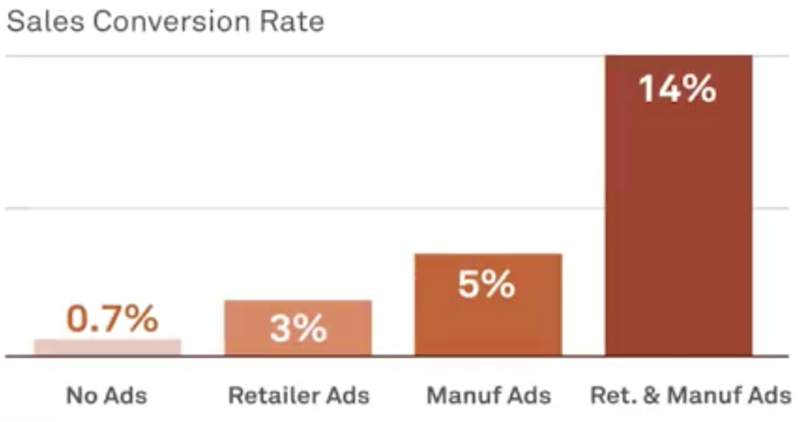 Sales Conversion Rate
14%
5%
3%
0.7%
No Ads
Retailer Ads
Manuf Ads
Ret. & Manuf Ads